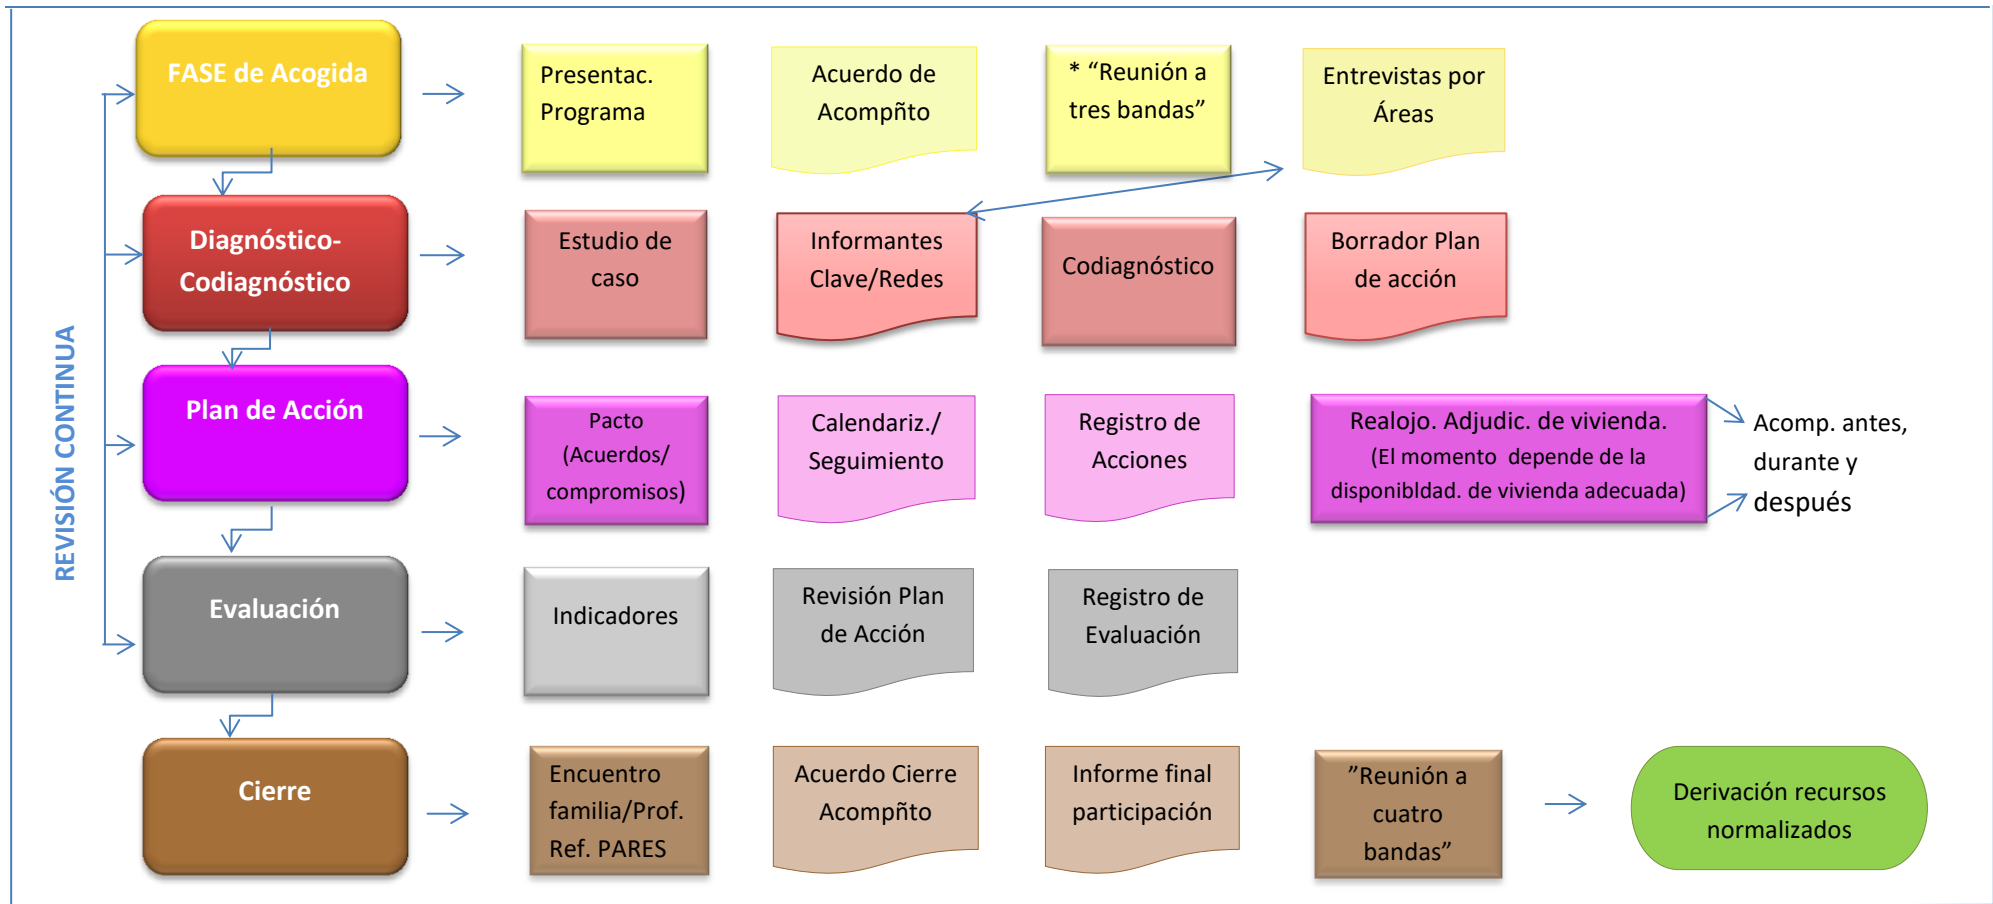 REVISIÓN CONTINUA
FASE de Acogida
Presentac.
Programa
Acuerdo de
Acompñto
* “Reunión a
tres bandas”
Entrevistas por
Áreas
Diagnóstico-
Codiagnóstico
Estudio de
caso
Informantes
Clave/Redes
Codiagnóstico
Borrador Plan
de acción
Plan de Acción
Pacto
(Acuerdos/
compromisos)
Calendariz./
Seguimiento
Registro de
Acciones
Realojo. Adjudic. de vivienda.
(El momento depende de la
disponibldad. de vivienda adecuada)
Acomp. antes,
durante y
después
Evaluación
Indicadores
Revisión Plan
de Acción
Registro de
Evaluación
Cierre
Encuentro
familia/Prof.
Ref. PARES
Acuerdo Cierre
Acompñto
Informe final
participación
”Reunión a
cuatro
bandas”
Derivación recursos
normalizados